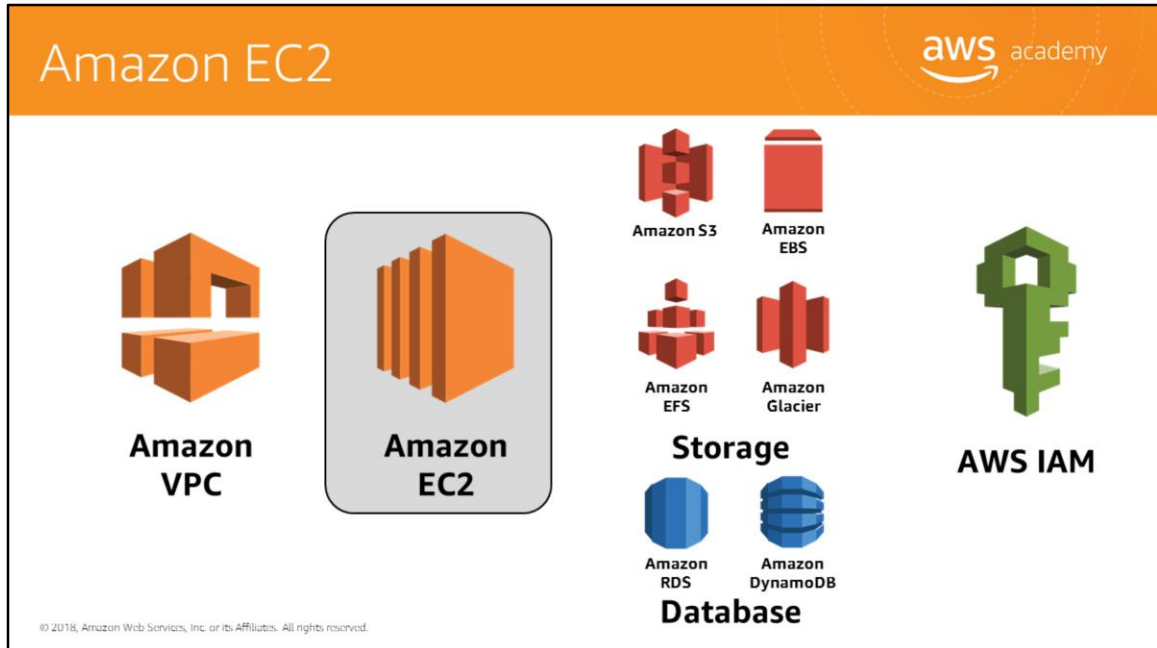 Amazon EC2
aws academy
Amazon
VPC
Amazon
EC2
Amazon S3
Amazon
EBS
Amazon
EFS
Amazon
Glacier
Storage
Amazon
RDS
Amazon
DynamoDB
Database
AWS IAM
© 2018, Amazon Web Services, Inc. or its Affiliates. All rights reserved.